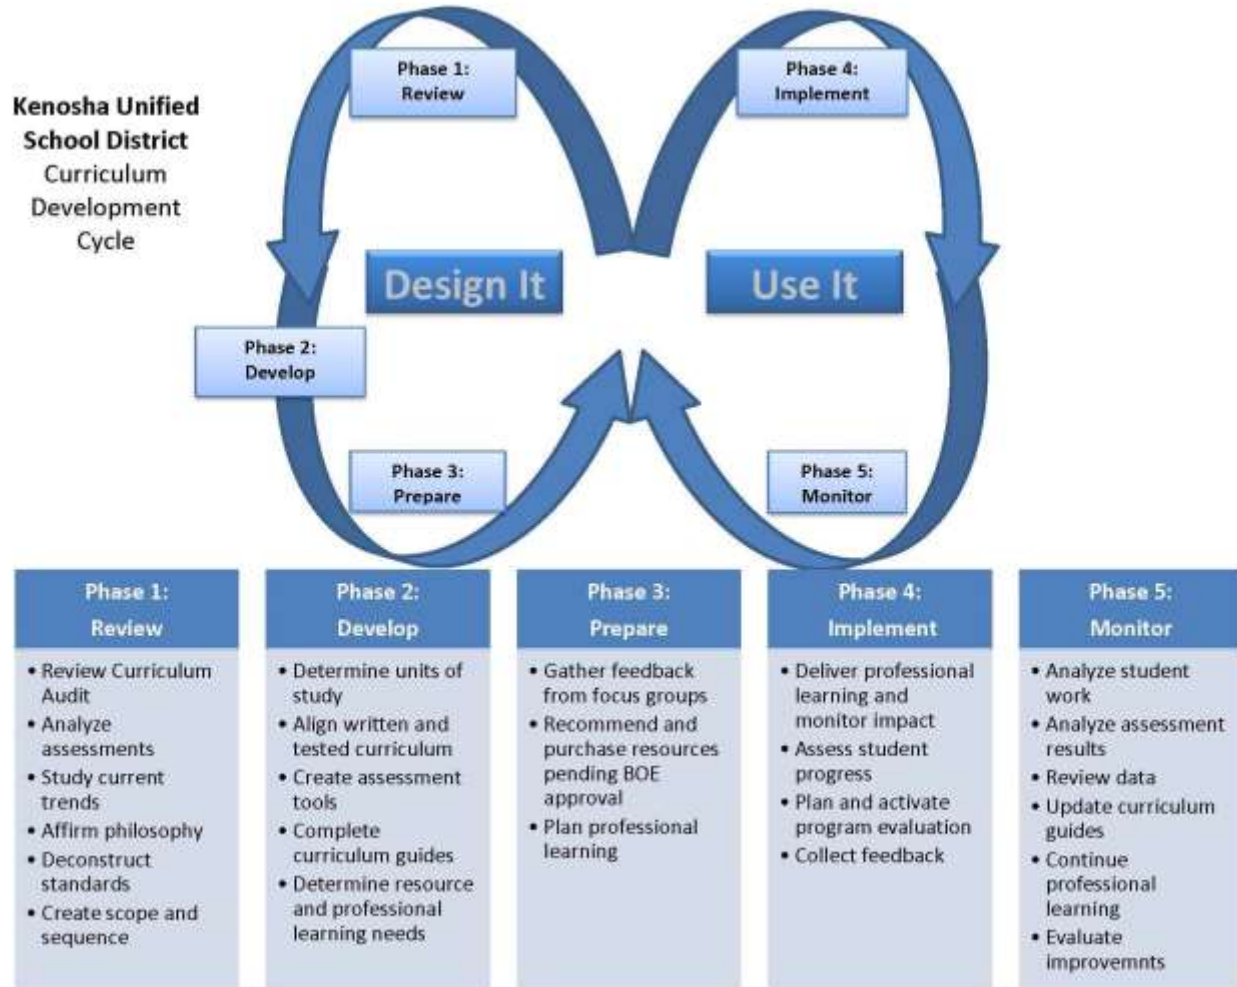 Kenosha Unified
School District
Curriculum
Development
Cycle
Phase 1:
Review
Phase 4:
Implement
Design It
Use It
Phase 2:
Develop
Phase 3:
Prepare
Phase 5:
Monitor
Phase 1:
Review
• Review Curriculum
Audit
• Analyze
assessments
• Study current
trends
• Affirm philosophy
• Deconstruct
standards
• Create scope and
sequence
Phase 2:
Develop
• Determine units of
study
• Align written and
tested curriculum
• Create assessment
tools
• Complete
curriculum guides
• Determine resource
and professional
learning needs
Phase 3:
Prepare
• Gather feedback
from focus groups
• Recommend and
purchase resources
pending BOE
approval
• Plan professional
learning
Phase 4:
Implement
• Deliver professional
learning and
monitor impact
• Assess student
progress
• Plan and activate
program evaluation
• Collect feedback
Phase 5:
Monitor
• Analyze student
work
• Analyze assessment
results
• Review data
• Update curriculum
guides
• Continue
professional
learning
• Evaluate
improvemnts